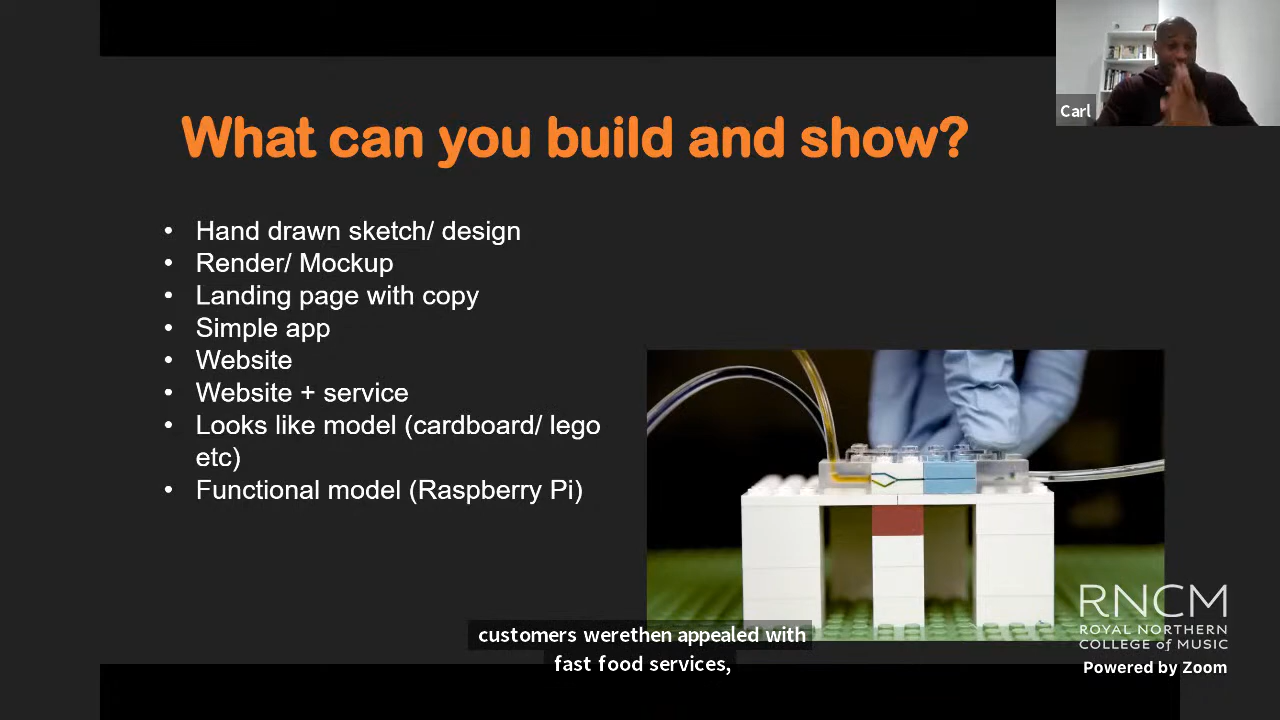 Carl
What can you build and show?
• Hand drawn sketch/ design
• Render/ Mockup
• Landing page with copy
• Simple app
• Website
• Website + service
• Looks like model (cardboard/ lego
etc)
• Functional model (Raspberry Pi)
RNCM
ROYAL NORTHERN
COLLEGE of MUSIC
Powered by Zoom
customers werethen appealed with
fast food services,